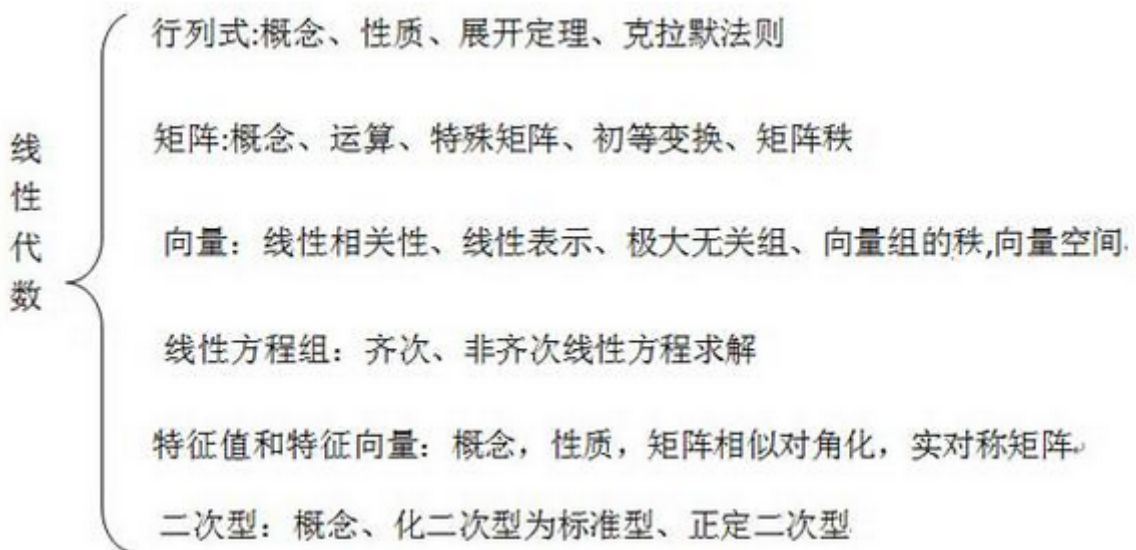 线性代数
行列式:概念、性质、展开定理、克拉默法则
矩阵:概念、运算、特殊矩阵、初等变换、矩阵秩
向量：线性相关性、线性表示、极大无关组、向量组的秩,向量空间
线性方程组：齐次、非齐次线性方程求解
特征值和特征向量：概念，性质，矩阵相似对角化，实对称矩阵
二次型：概念、化二次型为标准型、正定二次型